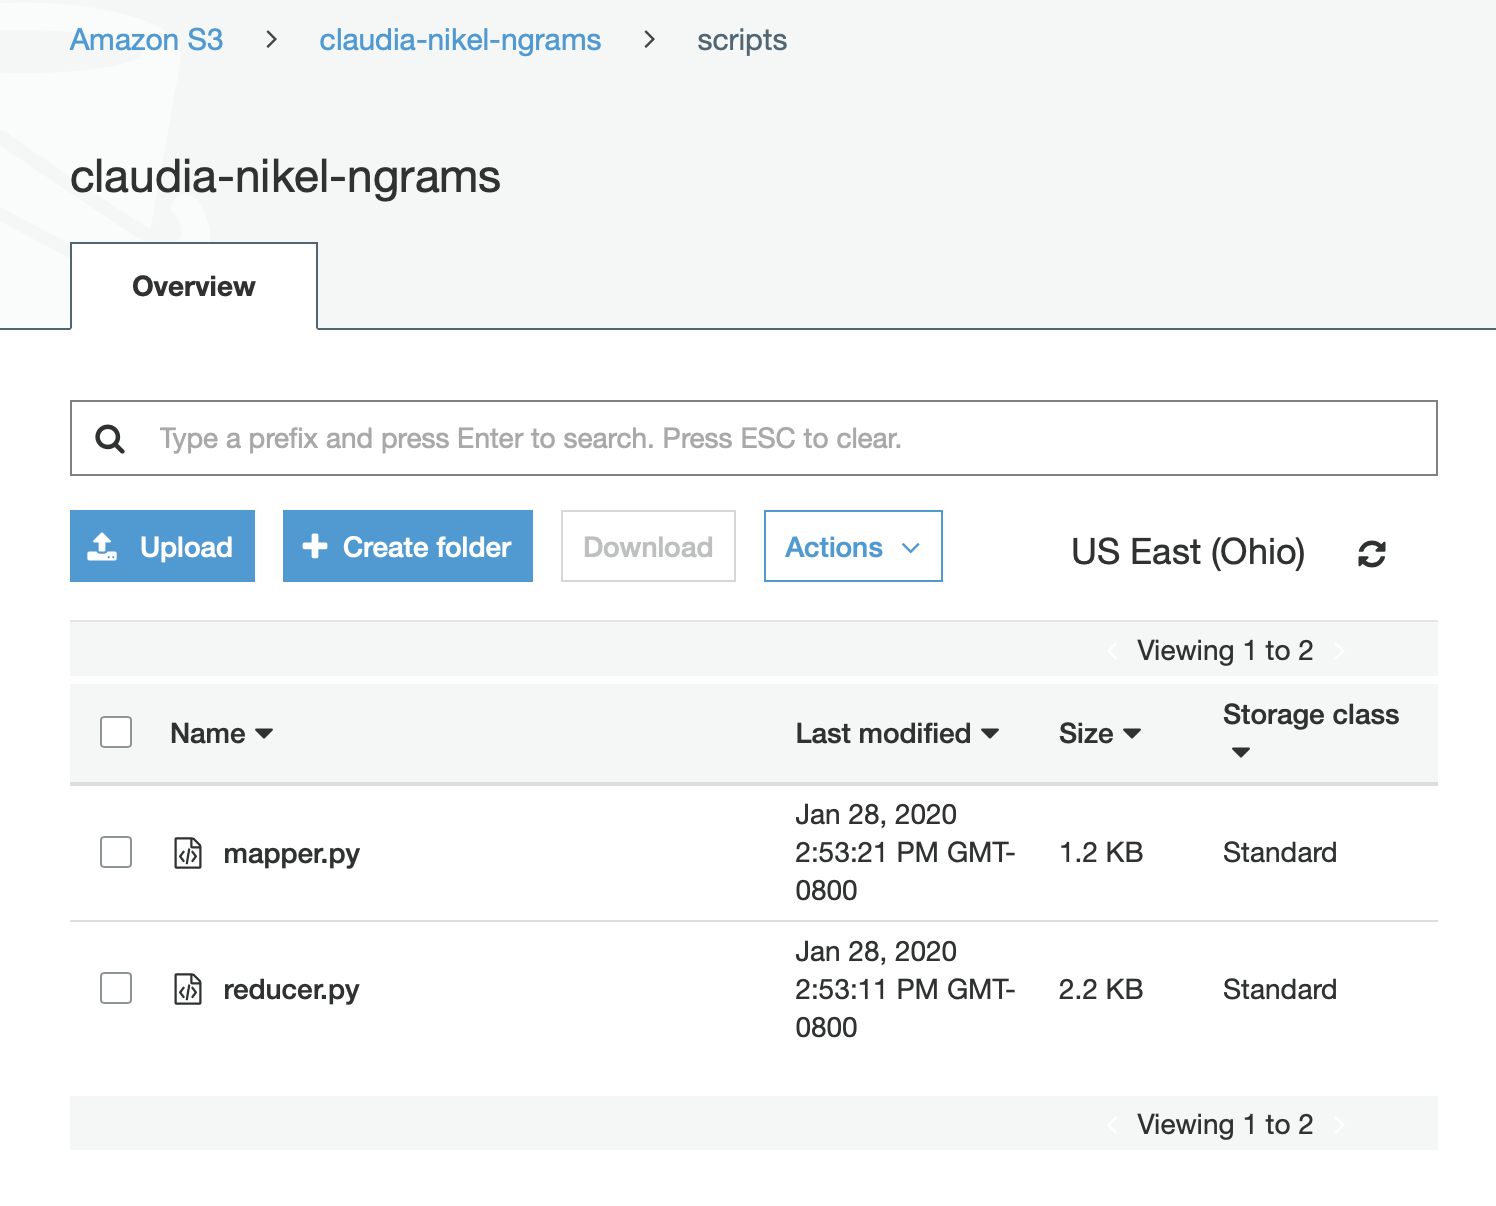 Amazon S3 > claudia-nikel-ngrams > scripts
claudia-nikel-ngrams
Overview
Type a prefix and press Enter to search. Press ESC to clear.
Upload Create folder Download Actions US East (Ohio)
Viewing 1 to 2
Name Last modified Size Storage class
mapper.py Jan 28, 2020 2:53:21 PM GMT-0800 1.2 KB Standard
reducer.py Jan 28, 2020 2:53:11 PM GMT-0800 2.2 KB Standard
Viewing 1 to 2